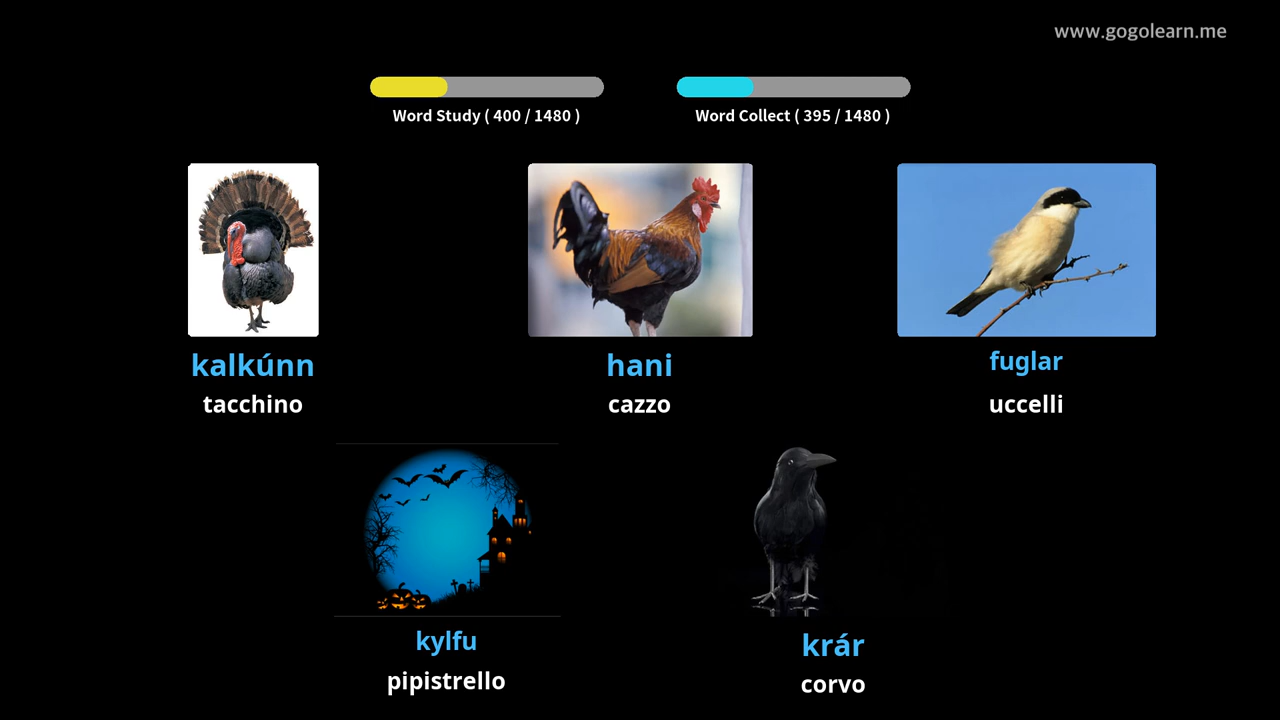 www.gogolearn.me
Word Study ( 400 / 1480 )
Word Collect ( 395 / 1480 )
kalkúnn
tacchino
hani
cazzo
fuglar
uccelli
kylfu
pipistrello
krár
corvo